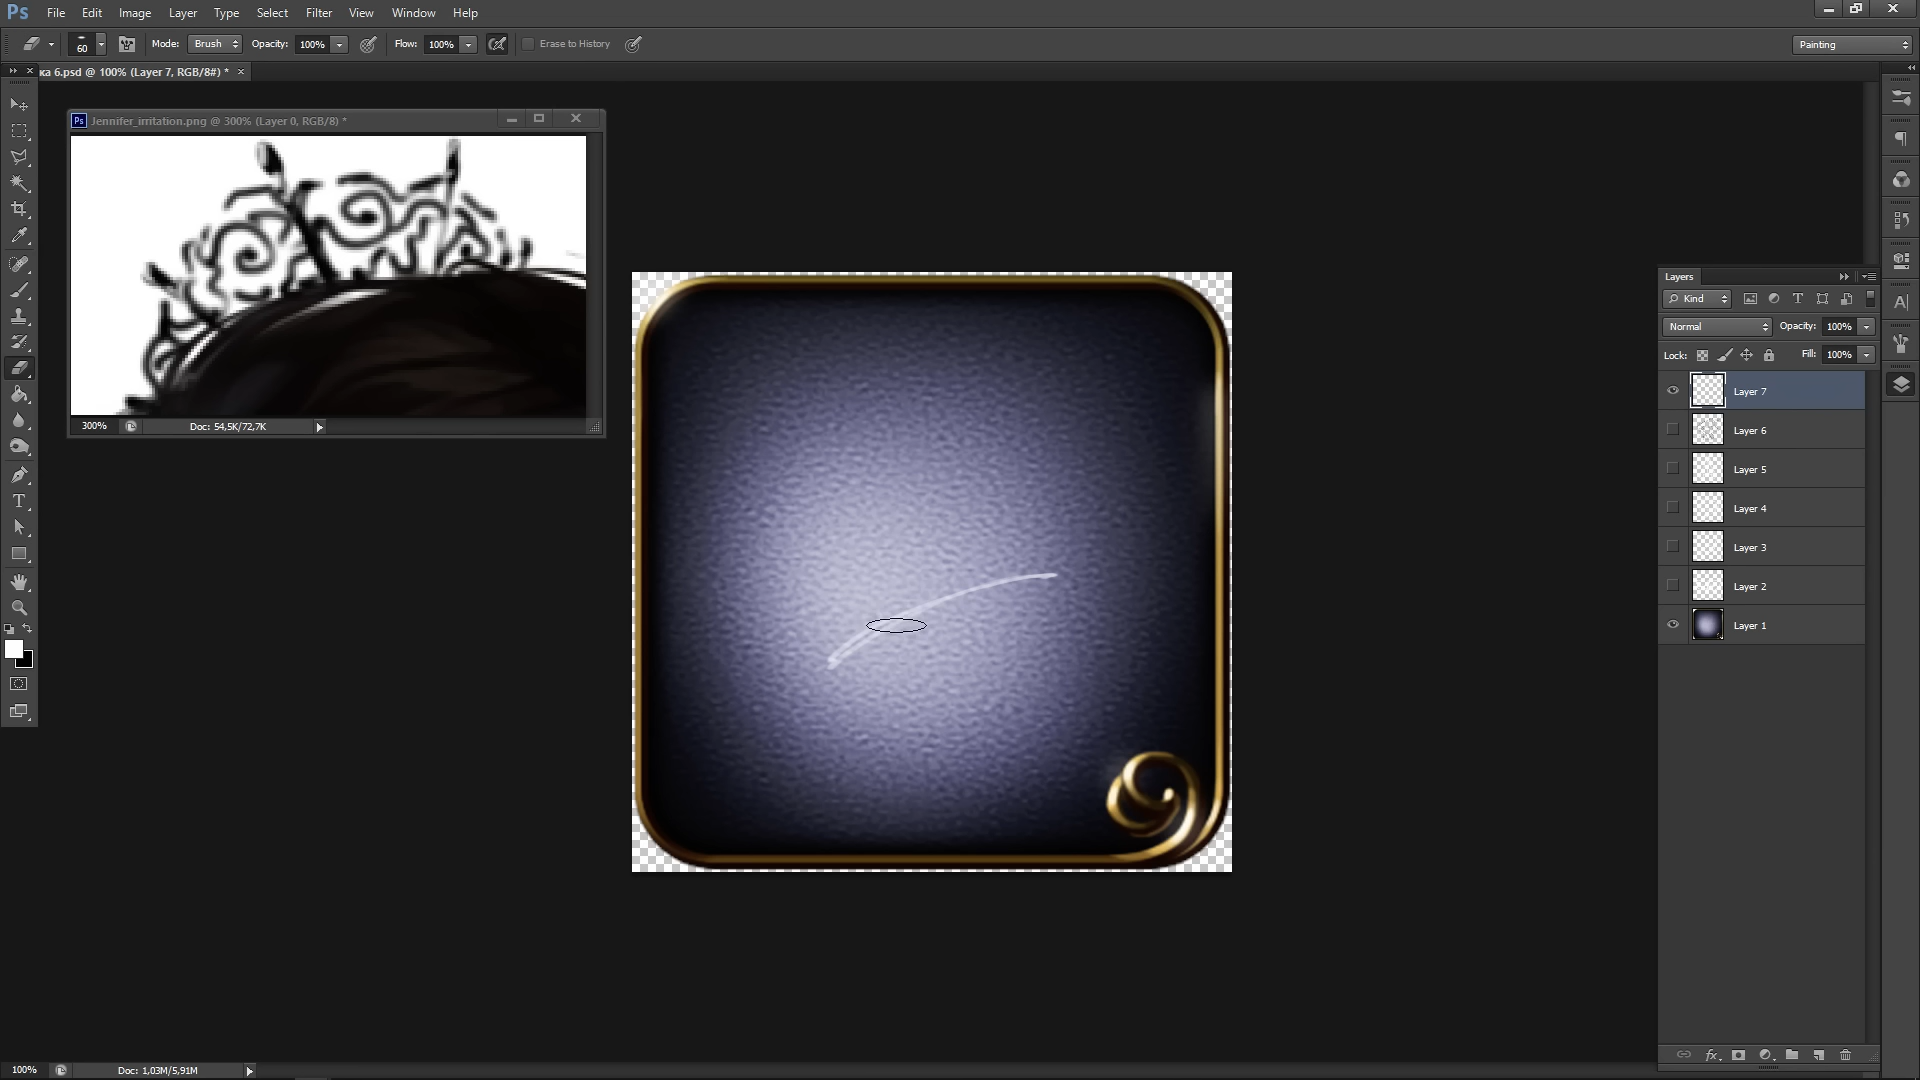 Ps File Edit Image Layer Type Select Filter View Window Help
60 Mode: Brush Opacity: 100% Flow: 100% Erase to History Painting
ка 6.psd @ 100% (Layer 7, RGB/8#) * ×
Ps Jennifer_irritation.png @ 300% (Layer 0, RGB/8) *
300% Doc: 54,5K/72,7K
Layers
Kind
Normal Opacity: 100%
Lock: Fill: 100%
Layer 7
Layer 6
Layer 5
Layer 4
Layer 3
Layer 2
Layer 1
fx
100% Doc: 1,03M/5,91M